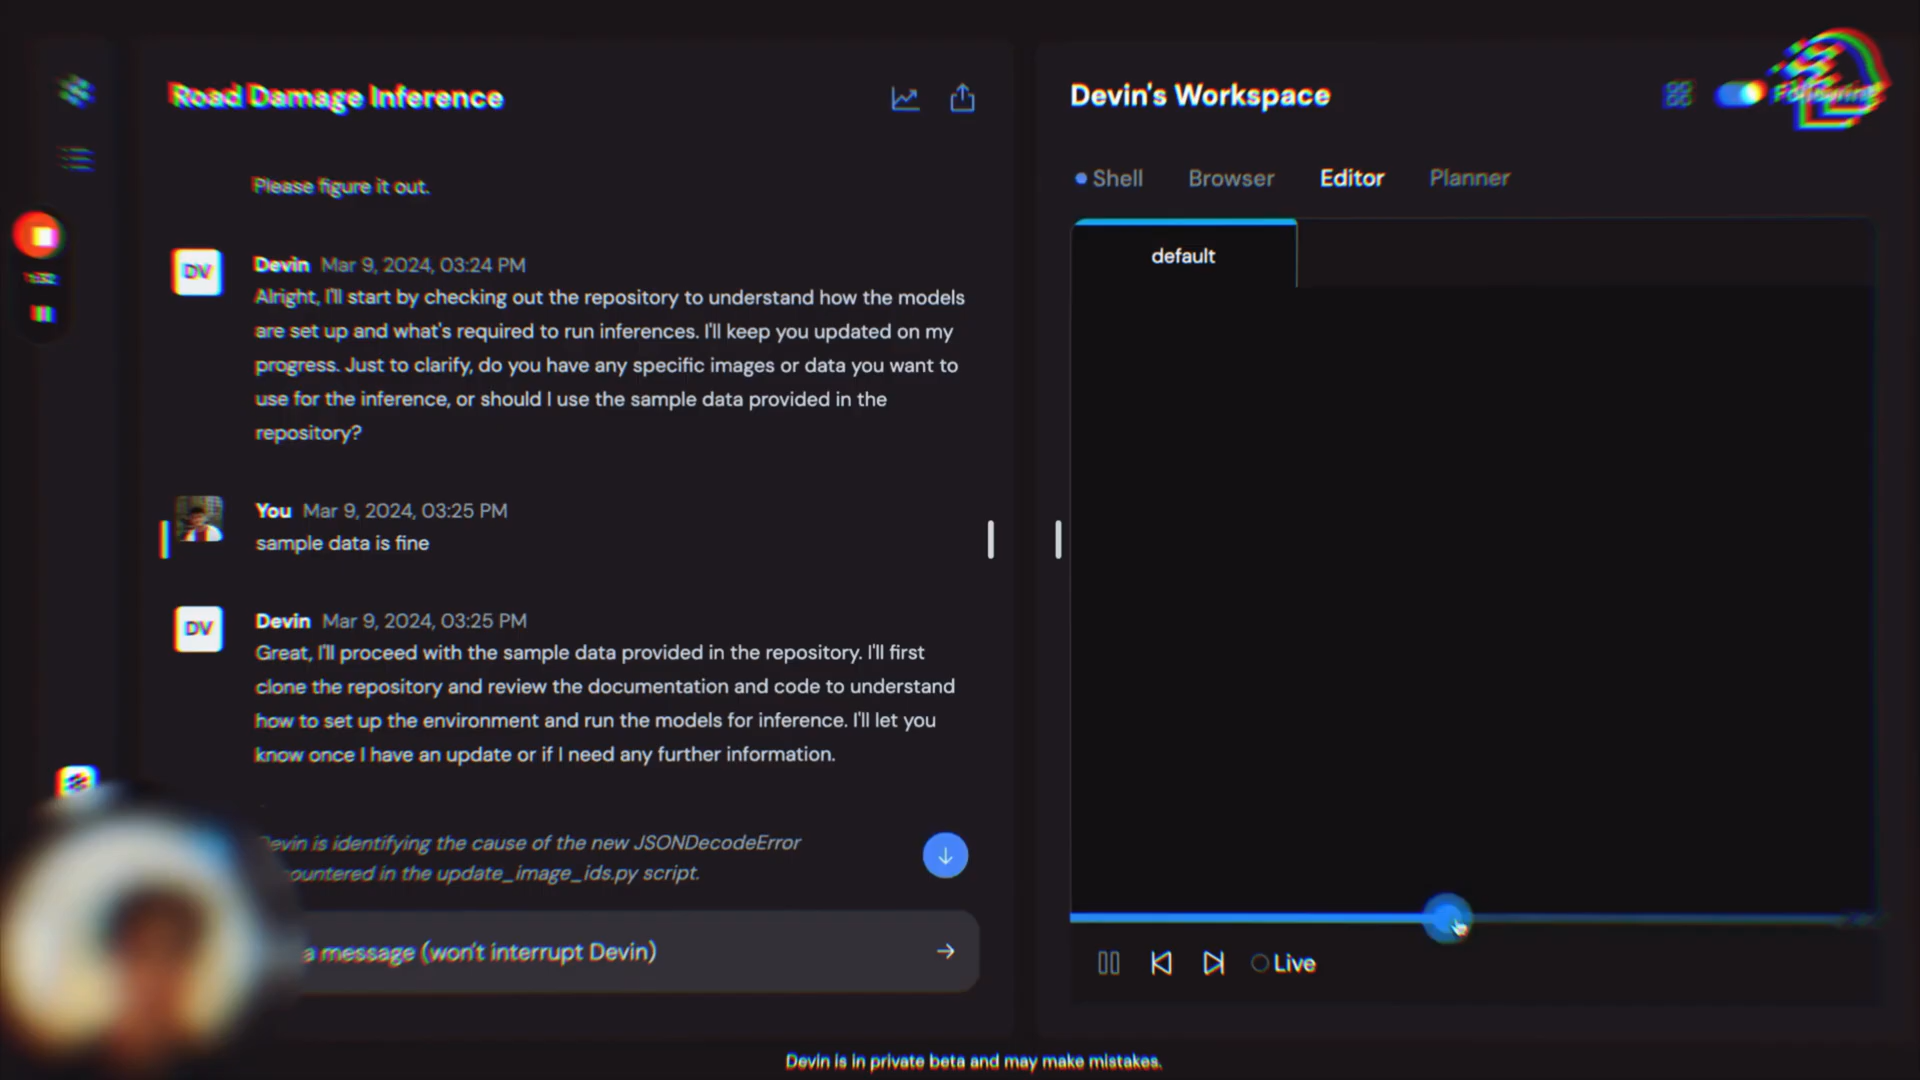 Road Damage Inference
Please figure it out.
DV
Devin Mar 9, 2024, 03:24 PM
Alright, I'll start by checking out the repository to understand how the models
are set up and what's required to run inferences. I'll keep you updated on my
progress. Just to clarify, do you have any specific images or data you want to
use for the inference, or should I use the sample data provided in the
repository?
You Mar 9, 2024, 03:25 PM
sample data is fine
DV
Devin Mar 9, 2024, 03:25 PM
Great, I'll proceed with the sample data provided in the repository. I'll first
clone the repository and review the documentation and code to understand
how to set up the environment and run the models for inference. I'll let you
know once I have an update or if I need any further information.
Devin is identifying the cause of the new JSONDecodeError
ountered in the update_image_ids.py script.
a message (won't interrupt Devin)
Devin's Workspace
Following
Shell Browser Editor Planner
default
Live
Devin is in private beta and may make mistakes.